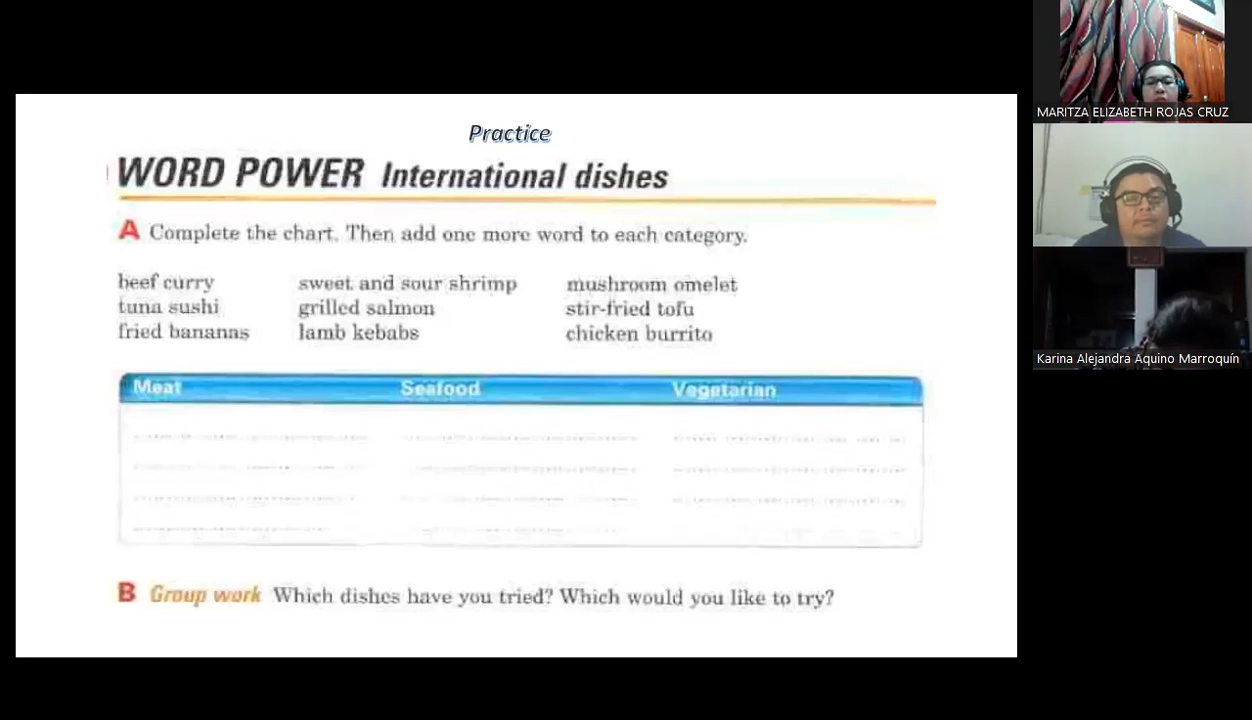 Practice
WORD POWER International dishes
A Complete the chart. Then add one more word to each category.
beef curry sweet and sour shrimp mushroom omelet
tuna sushi grilled salmon stir-fried tofu
fried bananas lamb kebabs chicken burrito
Meat Seafood Vegetarian
B Group work Which dishes have you tried? Which would you like to try?
MARITZA ELIZABETH ROJAS CRUZ
Karina Alejandra Aquino Marroquín